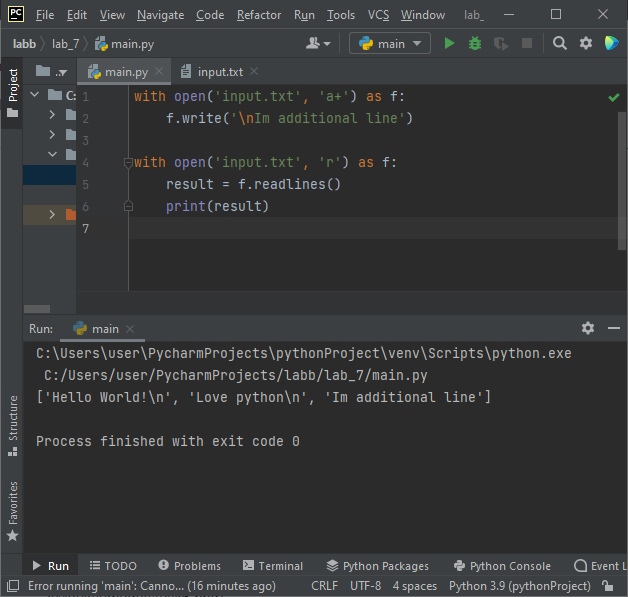 PC File Edit View Navigate Code Refactor Run Tools VCS Window lab_
labb lab_7 main.py main
Project .. main.py input.txt
C:
1 with open('input.txt', 'a+') as f:
2 f.write('\nIm additional line')
3
4 with open('input.txt', 'r') as f:
5 result = f.readlines()
6 print(result)
7
Run: main
C:\Users\user\PycharmProjects\pythonProject\venv\Scripts\python.exe
C:/Users/user/PycharmProjects/labb/lab_7/main.py
['Hello World!\n', 'Love python\n', 'Im additional line']
Process finished with exit code 0
Structure
Favorites
Run TODO Problems Terminal Python Packages Python Console Event L
Error running 'main': Canno... (16 minutes ago) CRLF UTF-8 4 spaces Python 3.9 (pythonProject)